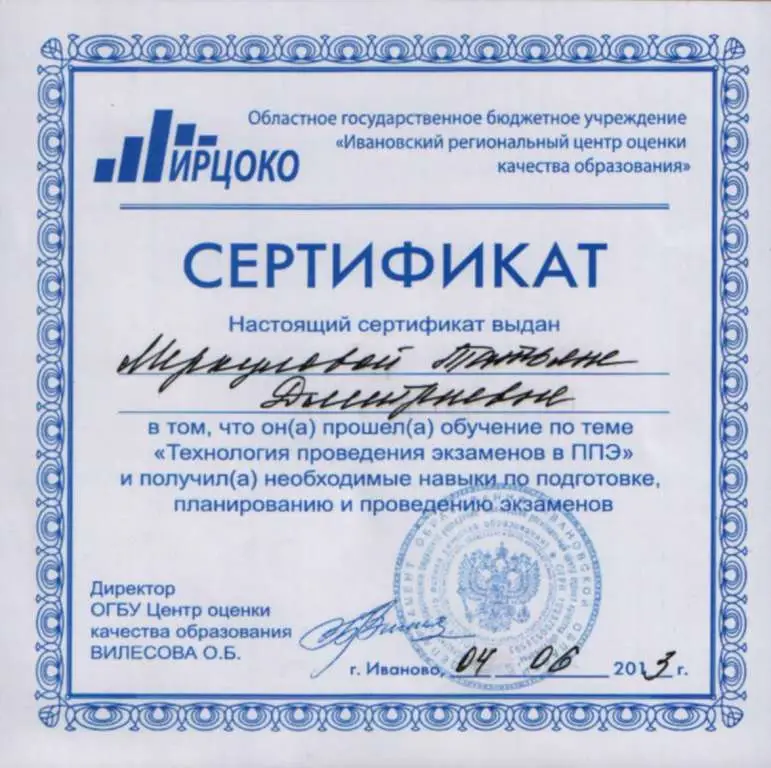 ИРЦОКО
Областное государственное бюджетное учреждение
«Ивановский региональный центр оценки
качества образования»
СЕРТИФИКАТ
Настоящий сертификат выдан
Меркуловой Татьяне
Дмитриевне
в том, что он(а) прошел(а) обучение по теме
«Технология проведения экзаменов в ППЭ»
и получил(а) необходимые навыки по подготовке,
планированию и проведению экзаменов
Директор
ОГБУ Центр оценки
качества образования
ВИЛЕСОВА О.Б.
г. Иваново, 04 06 2013 г.